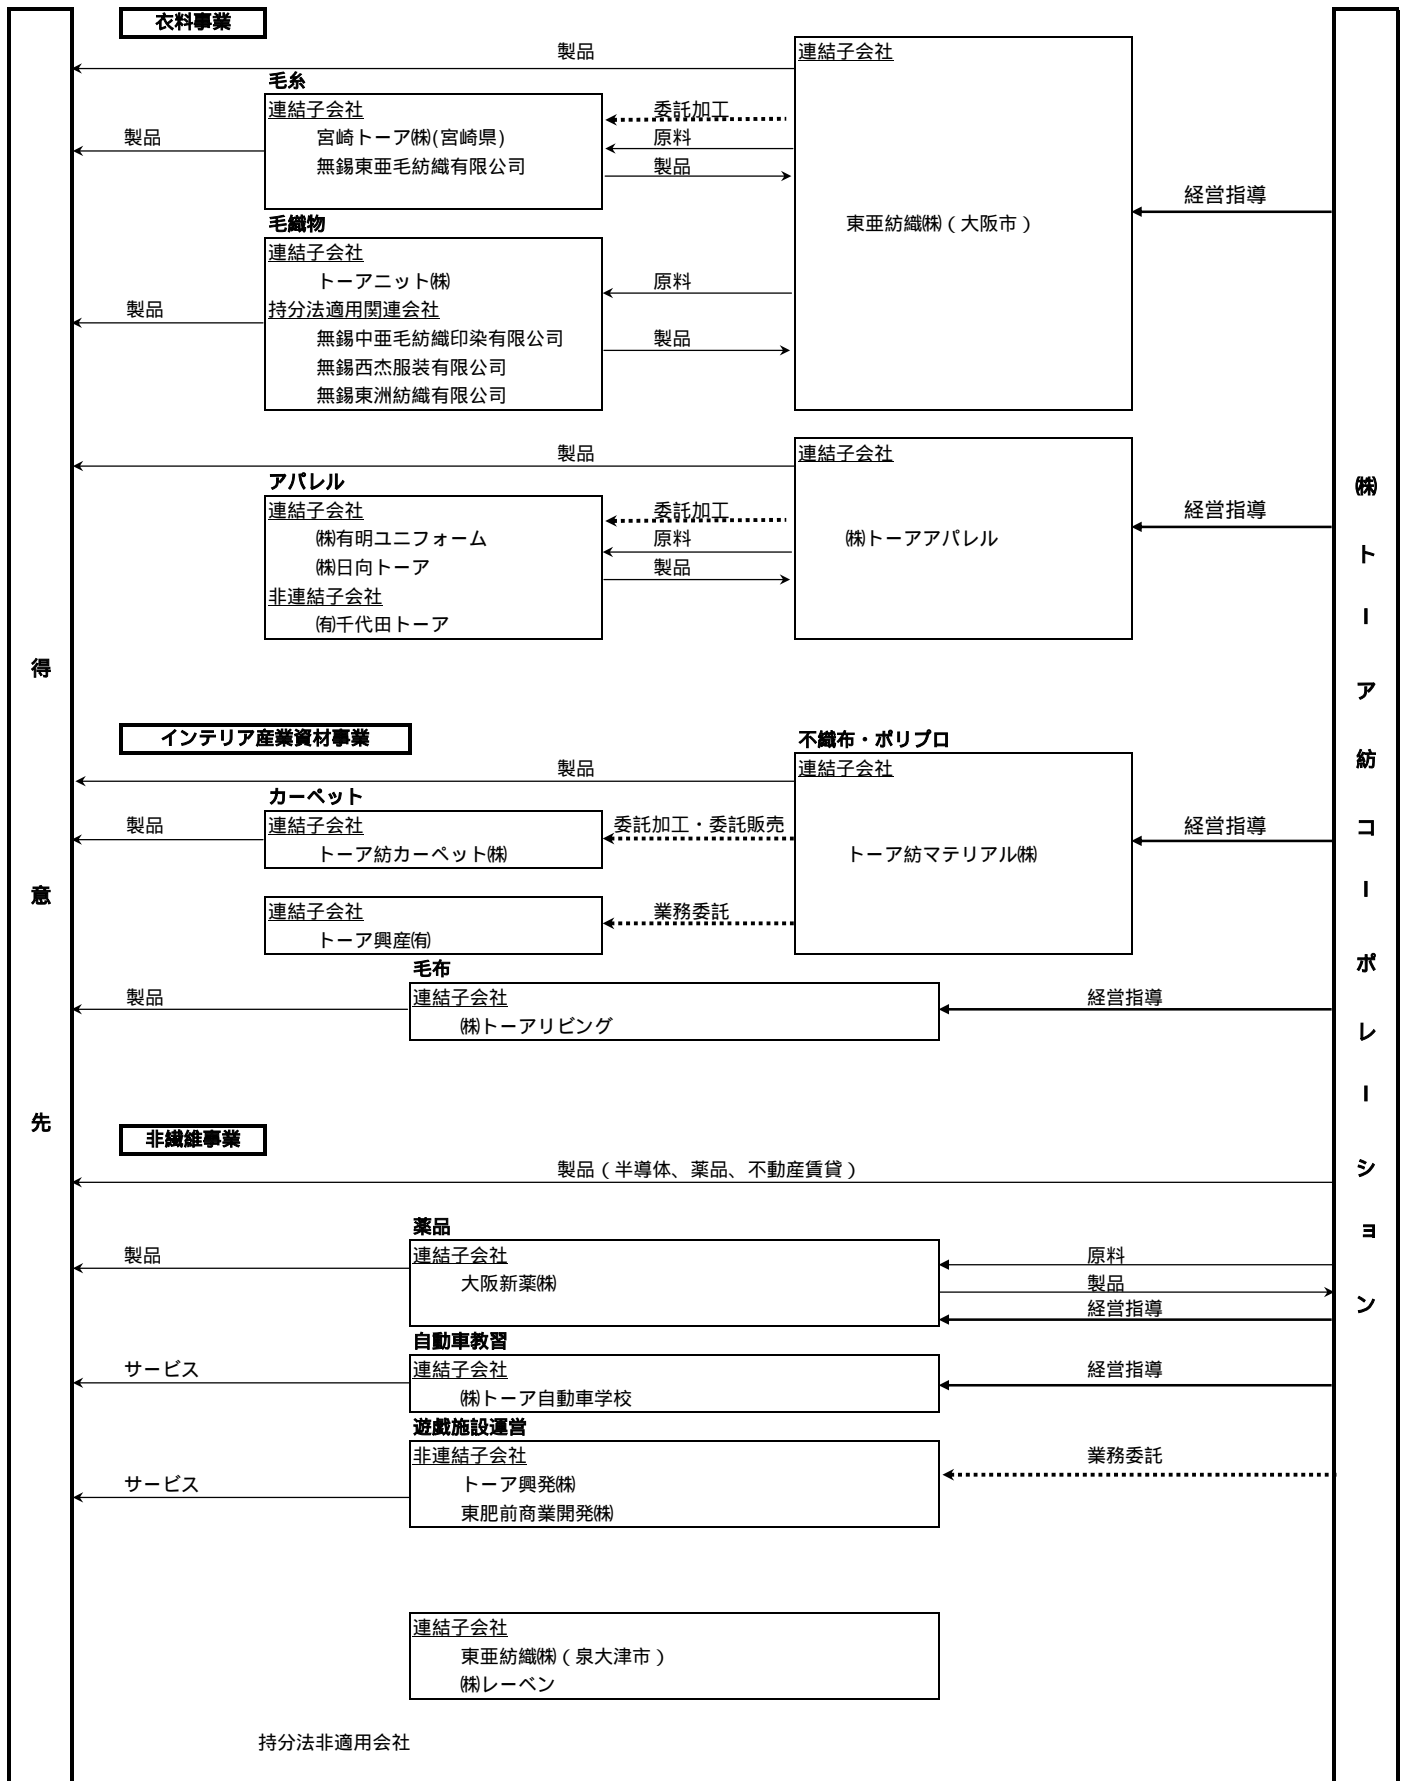 衣料事業
製品
連結子会社
毛糸
連結子会社
委託加工
宮崎トーア㈱(宮崎県)
製品
原料
無錫東亜毛紡織有限公司
製品
経営指導
毛織物
東亜紡織㈱（大阪市）
連結子会社
トーアニット㈱
原料
持分法適用関連会社
製品
無錫中亜毛紡織印染有限公司
製品
無錫西杰服装有限公司
無錫東洲紡織有限公司
製品
連結子会社
アパレル
連結子会社
委託加工
経営指導
㈱有明ユニフォーム
原料
㈱トーアアパレル
㈱日向トーア
製品
非連結子会社
㈲千代田トーア
得意先
㈱トーア紡コーポレーション
インテリア産業資材事業
不織布・ポリプロ
製品
連結子会社
カーペット
製品
連結子会社
委託加工・委託販売
経営指導
トーア紡カーペット㈱
トーア紡マテリアル㈱
連結子会社
業務委託
トーア興産㈲
毛布
製品
連結子会社
経営指導
㈱トーアリビング
非繊維事業
製品（半導体、薬品、不動産賃貸）
薬品
製品
連結子会社
原料
大阪新薬㈱
製品
経営指導
自動車教習
サービス
連結子会社
経営指導
㈱トーア自動車学校
遊戯施設運営
非連結子会社
業務委託
サービス
トーア興発㈱
東肥前商業開発㈱
連結子会社
東亜紡織㈱（泉大津市）
㈱レーベン
持分法非適用会社